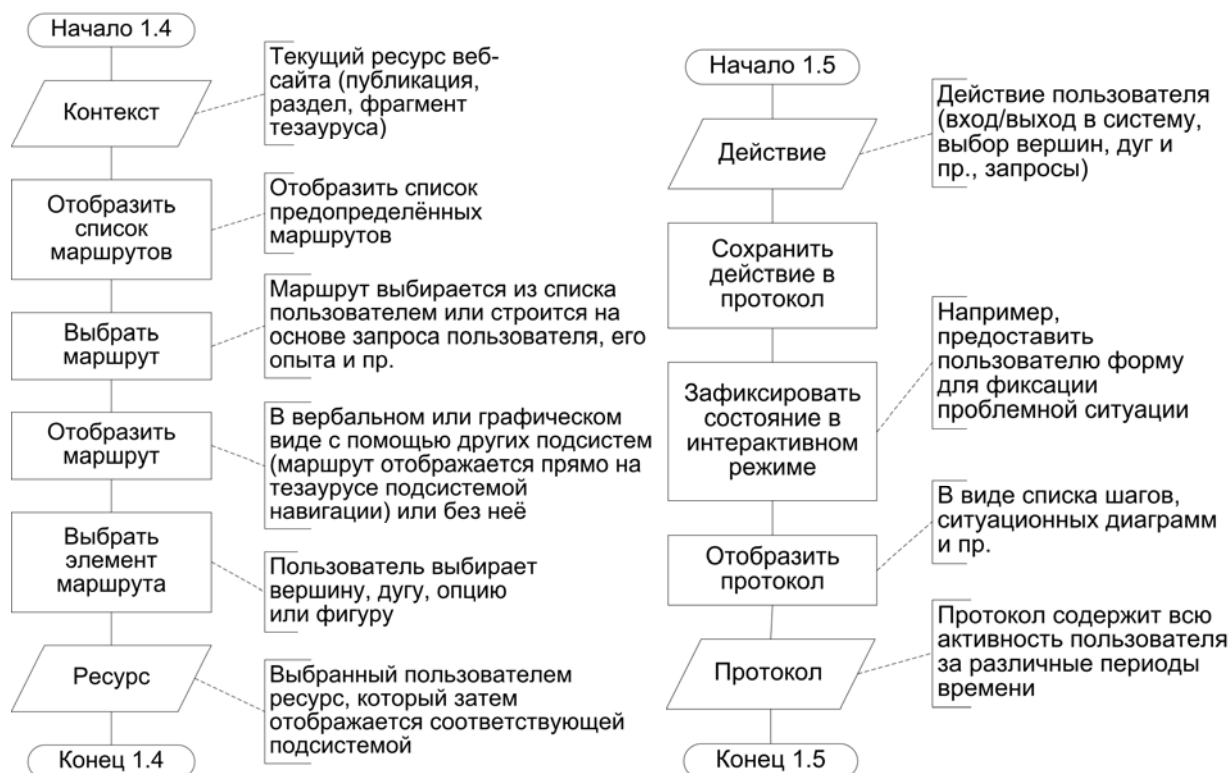 Начало 1.4
Контекст
Текущий ресурс веб-
сайта (публикация,
раздел, фрагмент
тезауруса)
Отобразить
список
маршрутов
Отобразить список
предопределённых
маршрутов
Выбрать
маршрут
Маршрут выбирается из списка
пользователем или строится на
основе запроса пользователя, его
опыта и пр.
Отобразить
маршрут
В вербальном или графическом
виде с помощью других подсистем
(маршрут отображается прямо на
тезаурусе подсистемой
навигации) или без неё
Выбрать
элемент
маршрута
Пользователь выбирает
вершину, дугу, опцию
или фигуру
Ресурс
Выбранный пользователем
ресурс, который затем
отображается соответствующей
подсистемой
Конец 1.4
Начало 1.5
Действие
Действие пользователя
(вход/выход в систему,
выбор вершин, дуг и
пр., запросы)
Сохранить
действие в
протокол
Зафиксировать
состояние в
интерактивном
режиме
Например,
предоставить
пользователю форму
для фиксации
проблемной ситуации
Отобразить
протокол
В виде списка шагов,
ситуационных диаграмм
и пр.
Протокол
Протокол содержит всю
активность пользователя
за различные периоды
времени
Конец 1.5